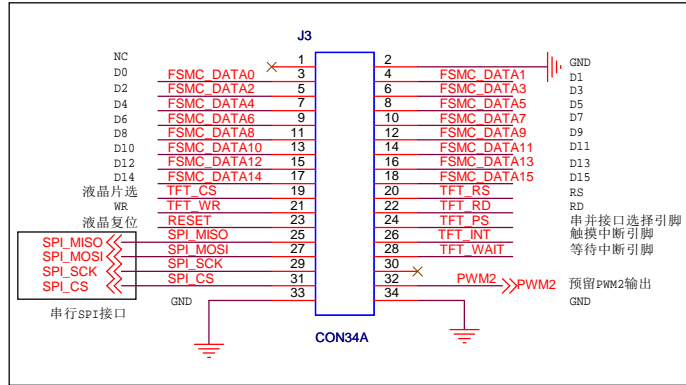 J3
NC 1 2 GND
D0 FSMC_DATA0 3 4 FSMC_DATA1 D1
D2 FSMC_DATA2 5 6 FSMC_DATA3 D3
D4 FSMC_DATA4 7 8 FSMC_DATA5 D5
D6 FSMC_DATA6 9 10 FSMC_DATA7 D7
D8 FSMC_DATA8 11 12 FSMC_DATA9 D9
D10 FSMC_DATA10 13 14 FSMC_DATA11 D11
D12 FSMC_DATA12 15 16 FSMC_DATA13 D13
D14 FSMC_DATA14 17 18 FSMC_DATA15 D15
液晶片选 TFT_CS 19 20 TFT_RS RS
WR TFT_WR 21 22 TFT_RD RD
液晶复位 RESET 23 24 TFT_PS 串并接口选择引脚
SPI_MISO SPI_MISO 25 26 TFT_INT 触摸中断引脚
SPI_MOSI SPI_MOSI 27 28 TFT_WAIT 等待中断引脚
SPI_SCK SPI_SCK 29 30
SPI_CS SPI_CS 31 32 PWM2 PWM2 预留PWM2输出
GND 33 34 GND
串行SPI接口
CON34A